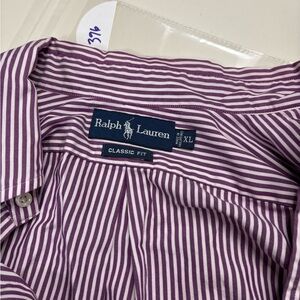 396
Ralph Lauren
XL
CLASSIC FIT